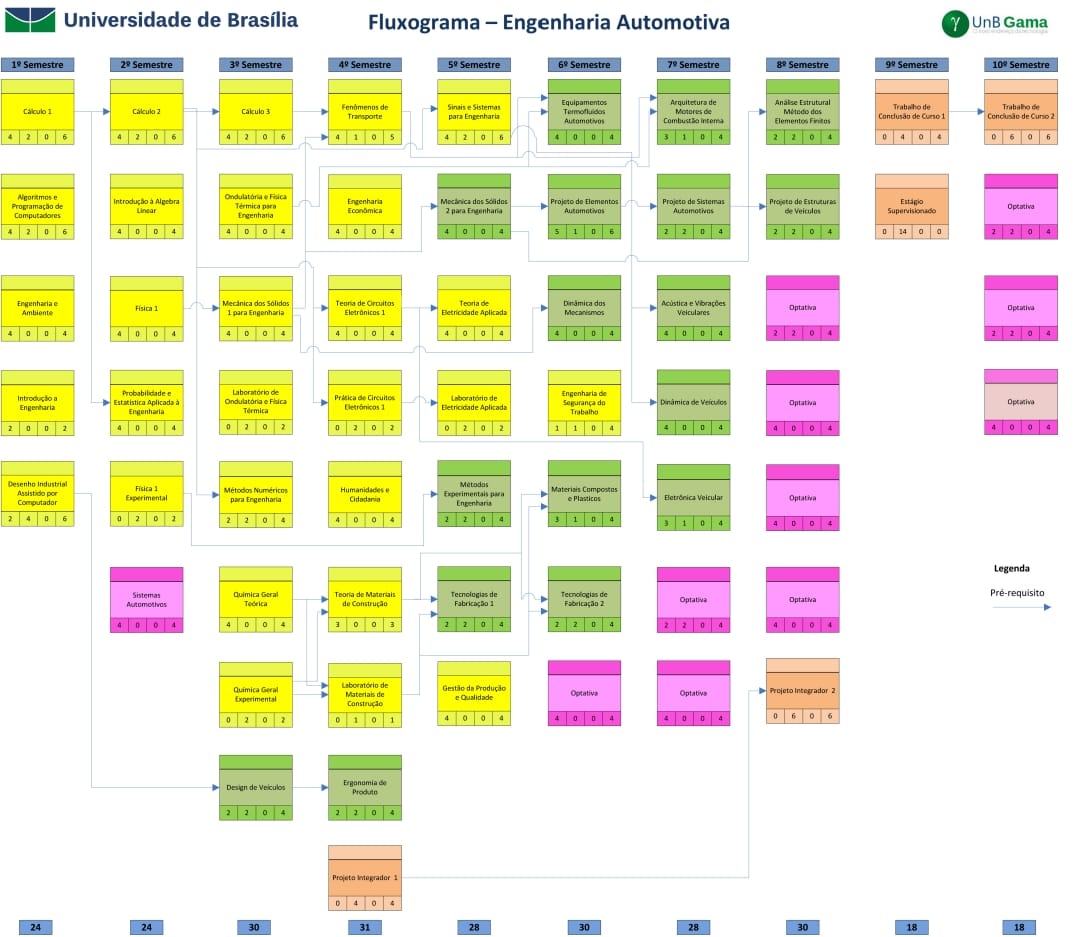 Universidade de Brasília
Fluxograma – Engenharia Automotiva
γ UnB Gama
1º Semestre
2º Semestre
3º Semestre
4º Semestre
5º Semestre
6º Semestre
7º Semestre
8º Semestre
9º Semestre
10º Semestre
Cálculo 1
4 2 0 6
Cálculo 2
4 2 0 6
Cálculo 3
4 2 0 6
Fenômenos de
Transporte
4 1 0 5
Sinais e Sistemas
para Engenharia
4 2 0 6
Equipamentos
Termofluidos
Automotivos
4 0 0 4
Arquitetura de
Motores de
Combustão Interna
3 1 0 4
Análise Estrutural
Método dos
Elementos Finitos
2 2 0 4
Trabalho de
Conclusão de Curso 1
0 4 0 4
Trabalho de
Conclusão de Curso 2
0 6 0 6
Algoritmos e
Programação de
Computadores
4 2 0 6
Introdução à Algebra
Linear
4 0 0 4
Ondulatória e Física
Térmica para
Engenharia
4 0 0 4
Engenharia
Econômica
4 0 0 4
Mecânica dos Sólidos
2 para Engenharia
4 0 0 4
Projeto de Elementos
Automotivos
5 1 0 6
Projeto de Sistemas
Automotivos
2 2 0 4
Projeto de Estruturas
de Veículos
2 2 0 4
Estágio
Supervisionado
0 14 0 0
Optativa
2 2 0 4
Engenharia e
Ambiente
4 0 0 4
Física 1
4 0 0 4
Mecânica dos Sólidos
1 para Engenharia
4 0 0 4
Teoria de Circuitos
Eletrônicos 1
4 0 0 4
Teoria de
Eletricidade Aplicada
4 0 0 4
Dinâmica dos
Mecanismos
4 0 0 4
Acústica e Vibrações
Veiculares
4 0 0 4
Optativa
2 2 0 4
Optativa
2 2 0 4
Introdução a
Engenharia
2 0 0 2
Probabilidade e
Estatística Aplicada à
Engenharia
4 0 0 4
Laboratório de
Ondulatória e Física
Térmica
0 2 0 2
Prática de Circuitos
Eletrônicos 1
0 2 0 2
Laboratório de
Eletricidade Aplicada
0 2 0 2
Engenharia de
Segurança do
Trabalho
1 1 0 4
Dinâmica de Veículos
4 0 0 4
Optativa
4 0 0 4
Optativa
4 0 0 4
Desenho Industrial
Assistido por
Computador
2 4 0 6
Física 1
Experimental
0 2 0 2
Métodos Numéricos
para Engenharia
2 2 0 4
Humanidades e
Cidadania
4 0 0 4
Métodos
Experimentais para
Engenharia
2 2 0 4
Materiais Compostos
e Plasticos
3 1 0 4
Eletrônica Veicular
3 1 0 4
Optativa
4 0 0 4
Legenda
Pré-requisito
Sistemas
Automotivos
4 0 0 4
Química Geral
Teórica
4 0 0 4
Teoria de Materiais
de Construção
3 0 0 3
Tecnologias de
Fabricação 1
2 2 0 4
Tecnologias de
Fabricação 2
2 2 0 4
Optativa
2 2 0 4
Optativa
4 0 0 4
Química Geral
Experimental
0 2 0 2
Laboratório de
Materiais de
Construção
0 1 0 1
Gestão da Produção
e Qualidade
4 0 0 4
Optativa
4 0 0 4
Optativa
4 0 0 4
Projeto Integrador 2
0 6 0 6
Design de Veículos
2 2 0 4
Ergonomia de
Produto
2 2 0 4
Projeto Integrador 1
0 4 0 4
24
24
30
31
28
30
28
30
18
18